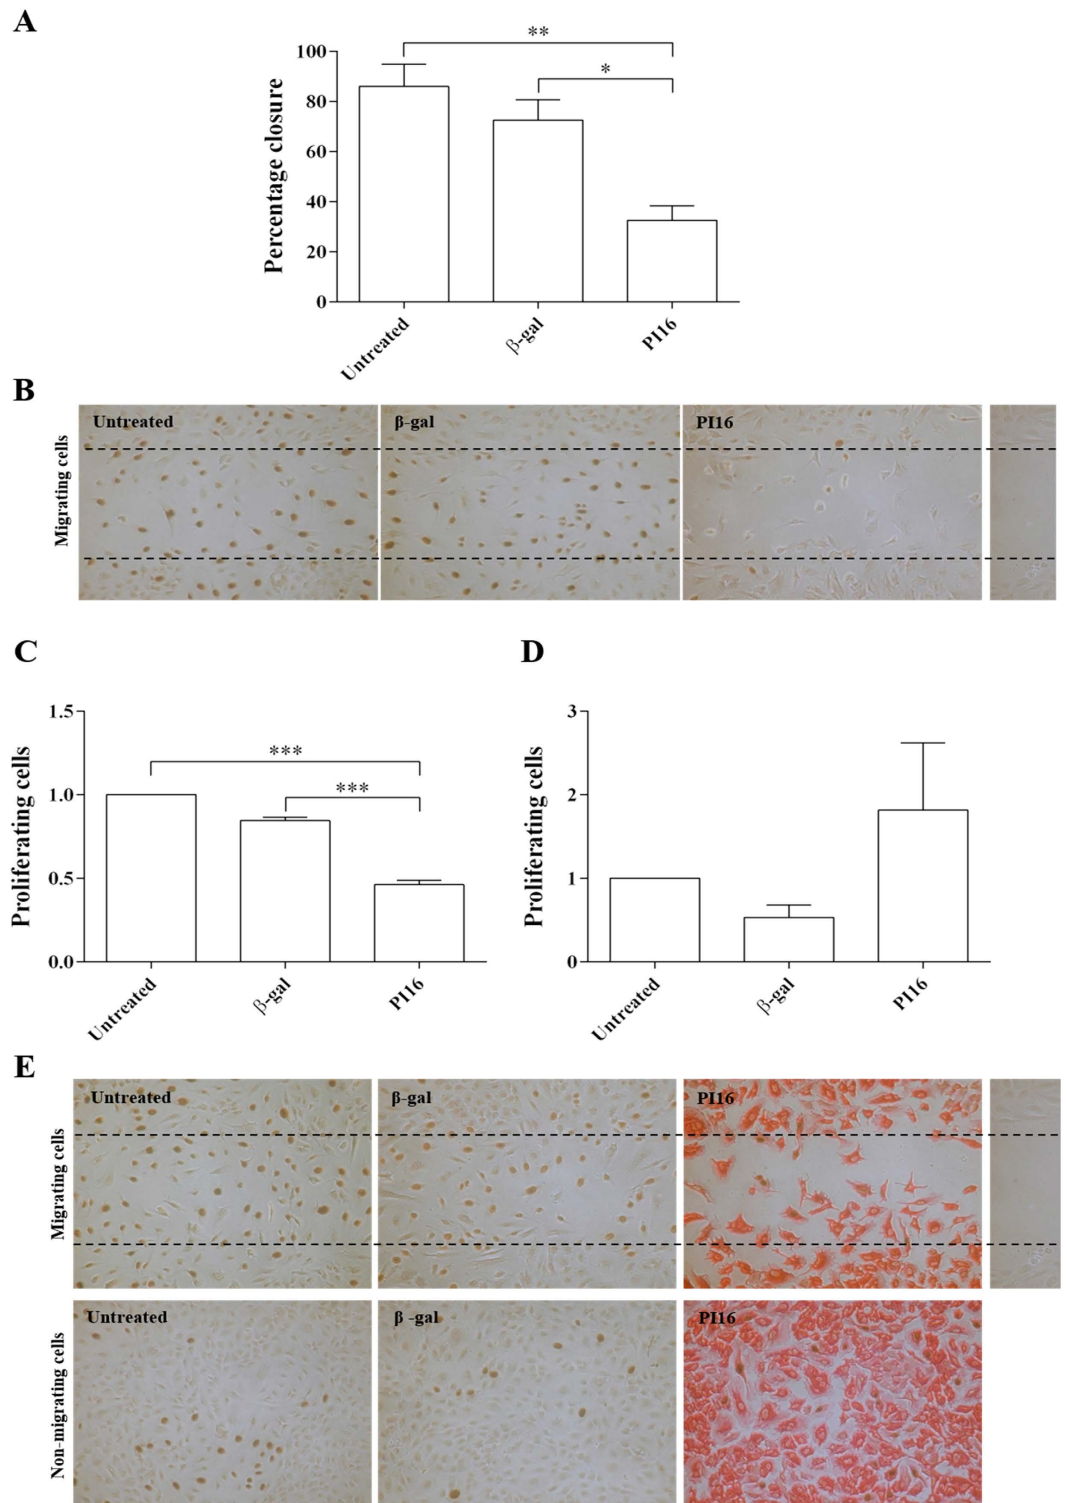 A
**
*
Percentage closure
100
80
60
40
20
0
Untreated
β-gal
PI16
B
Migrating cells
Untreated
β-gal
PI16
C
Proliferating cells
1.5
1.0
0.5
0.0
***
***
Untreated
β-gal
PI16
D
Proliferating cells
3
2
1
0
Untreated
β-gal
PI16
E
Migrating cells
Untreated
β-gal
PI16
Non-migrating cells
Untreated
β -gal
PI16